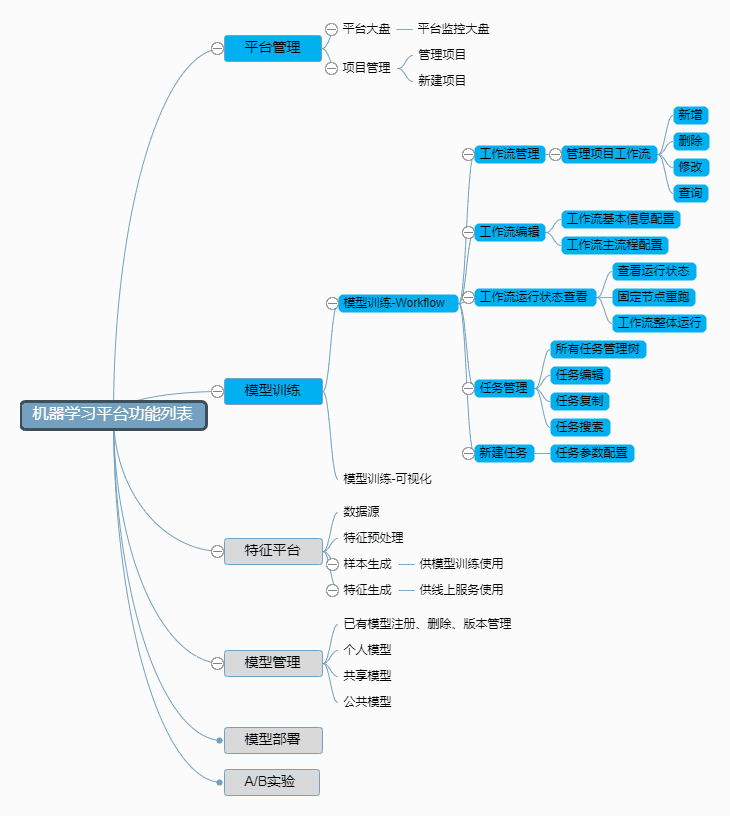 机器学习平台功能列表
平台管理
平台大盘
平台监控大盘
项目管理
管理项目
新建项目
模型训练
模型训练-Workflow
工作流管理
管理项目工作流
新增
删除
修改
查询
工作流编辑
工作流基本信息配置
工作流主流程配置
工作流运行状态查看
查看运行状态
固定节点重跑
工作流整体运行
任务管理
所有任务管理树
任务编辑
任务复制
任务搜索
新建任务
任务参数配置
模型训练-可视化
特征平台
数据源
特征预处理
样本生成
供模型训练使用
特征生成
供线上服务使用
模型管理
已有模型注册、删除、版本管理
个人模型
共享模型
公共模型
模型部署
A/B实验